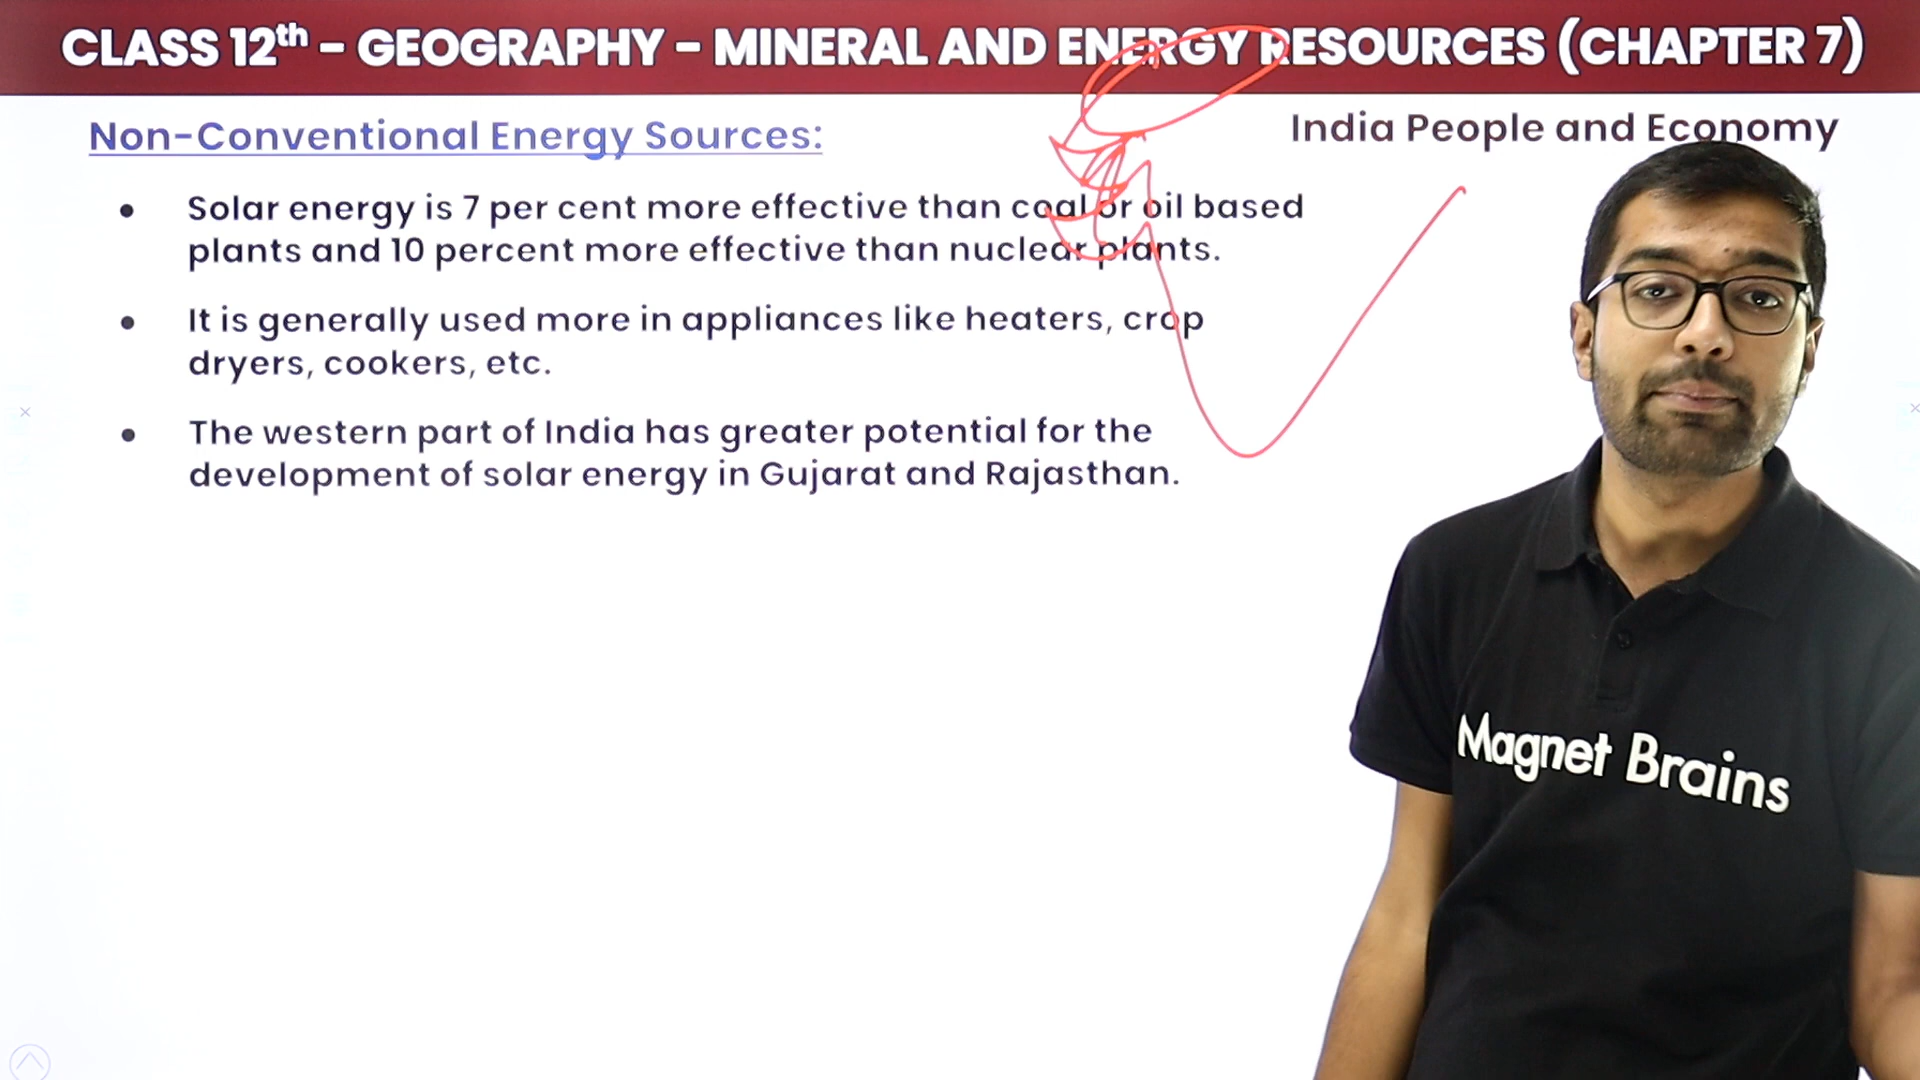 CLASS 12th – GEOGRAPHY – MINERAL AND ENERGY RESOURCES (CHAPTER 7)
Non-Conventional Energy Sources:
India People and Economy
• Solar energy is 7 per cent more effective than coal or oil based
plants and 10 percent more effective than nuclear plants.
• It is generally used more in appliances like heaters, crop
dryers, cookers, etc.
• The western part of India has greater potential for the
development of solar energy in Gujarat and Rajasthan.
Magnet Brains